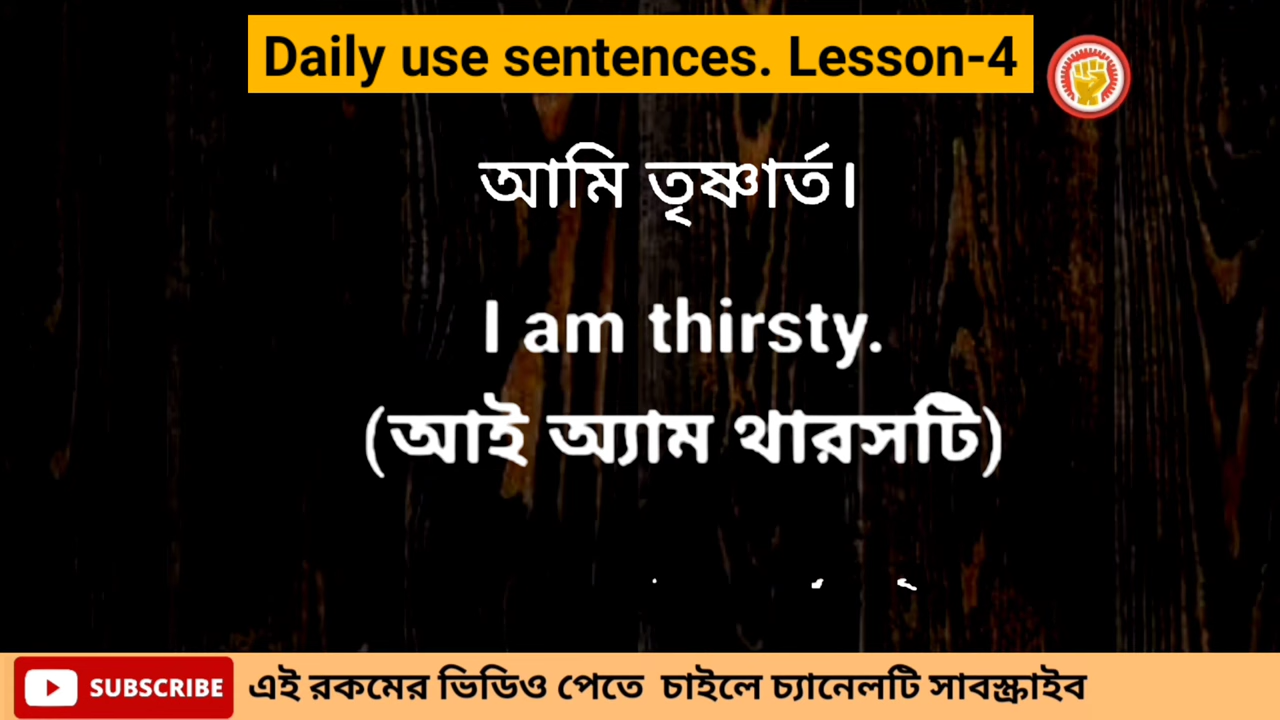 Daily use sentences. Lesson-4
আমি তৃষ্ণার্ত।
I am thirsty.
(আই অ্যাম থারসটি)
SUBSCRIBE এই রকমের ভিডিও পেতে চাইলে চ্যানেলটি সাবস্ক্রাইব